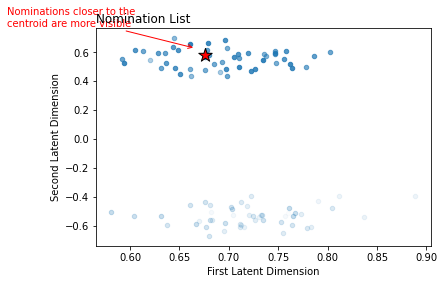 Nominations closer to the
centroid are more visible
Nomination List
0.6
0.4
0.2
0.0
−0.2
−0.4
−0.6
Second Latent Dimension
0.60
0.65
0.70
0.75
0.80
0.85
0.90
First Latent Dimension